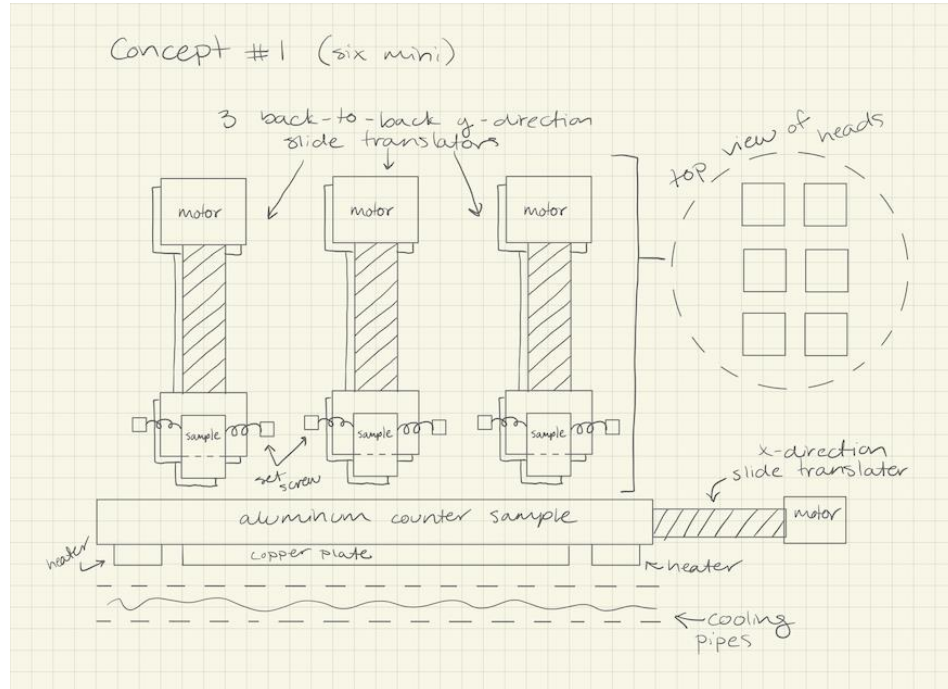 Concept #1 (six mini)
3 back-to-back y-direction
slide translators
top view of heads
motor
motor
motor
sample
sample
sample
set
screw
x-direction
slide translater
aluminum counter sample
motor
heater
copper plate
heater
cooling
pipes